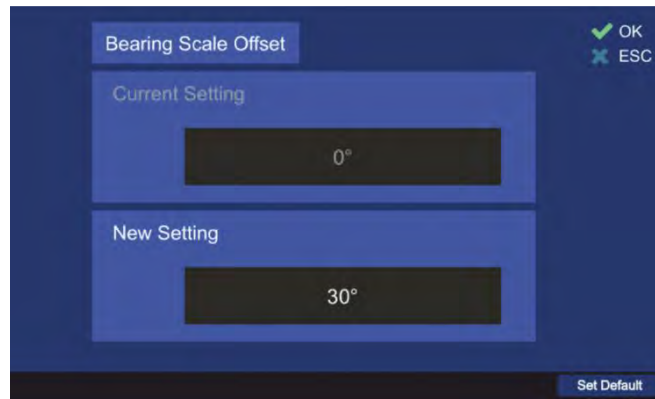 Bearing Scale Offset
OK
ESC
Current Setting
0°
New Setting
30°
Set Default